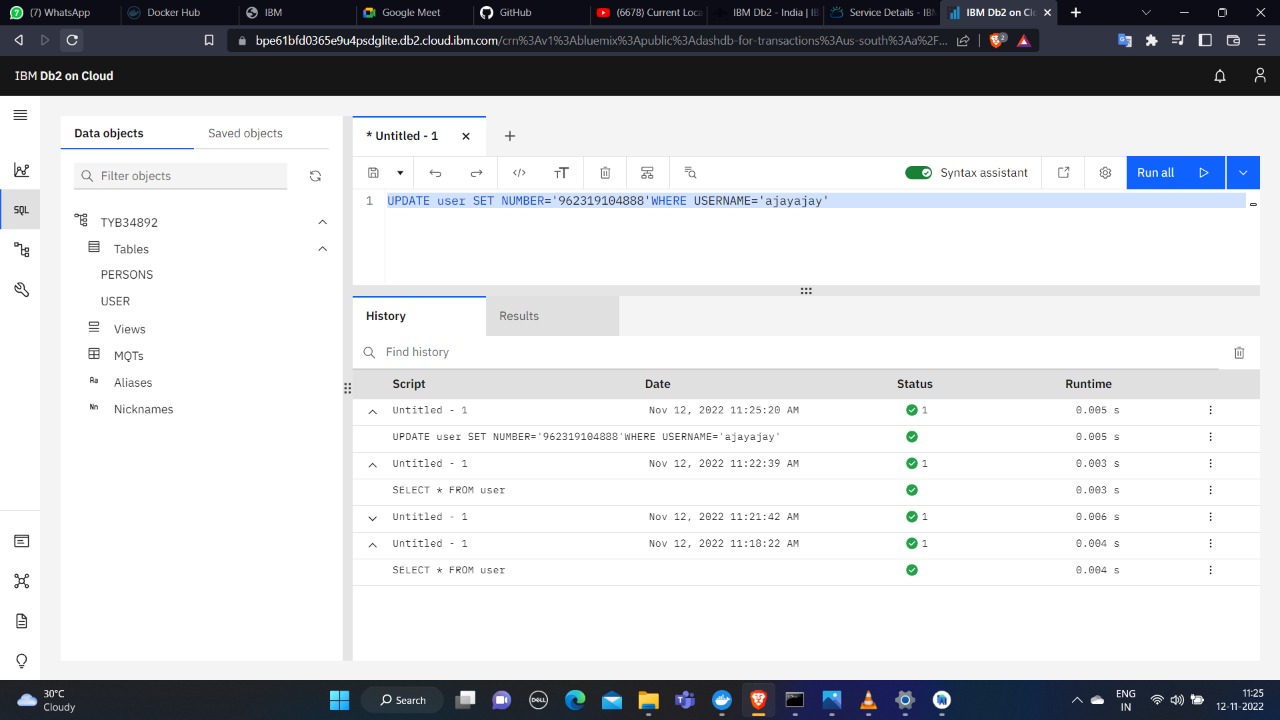 (7) WhatsApp
Docker Hub
IBM
Google Meet
GitHub
(6678) Current Loca
IBM Db2 - India | IB
Service Details - IBM
IBM Db2 on Clo
bpe61bfd0365e9u4psdglite.db2.cloud.ibm.com/crn%3Av1%3Abluemix%3Apublic%3Adashdb-for-transactions%3Aus-south%3Aa%2F...
2
IBM Db2 on Cloud
Data objects
Saved objects
* Untitled - 1
Filter objects
Syntax assistant
Run all
SQL
1 UPDATE user SET NUMBER='962319104888'WHERE USERNAME='ajayajay'
TYB34892
Tables
PERSONS
USER
Views
MQTs
Aa Aliases
Nn Nicknames
History
Results
Find history
Script Date Status Runtime
Untitled - 1 Nov 12, 2022 11:25:20 AM 1 0.005 s
UPDATE user SET NUMBER='962319104888'WHERE USERNAME='ajayajay' 0.005 s
Untitled - 1 Nov 12, 2022 11:22:39 AM 1 0.003 s
SELECT * FROM user 0.003 s
Untitled - 1 Nov 12, 2022 11:21:42 AM 1 0.006 s
Untitled - 1 Nov 12, 2022 11:18:22 AM 1 0.004 s
SELECT * FROM user 0.004 s
30°C
Cloudy
Search
DELL
ENG
IN
11:25
12-11-2022